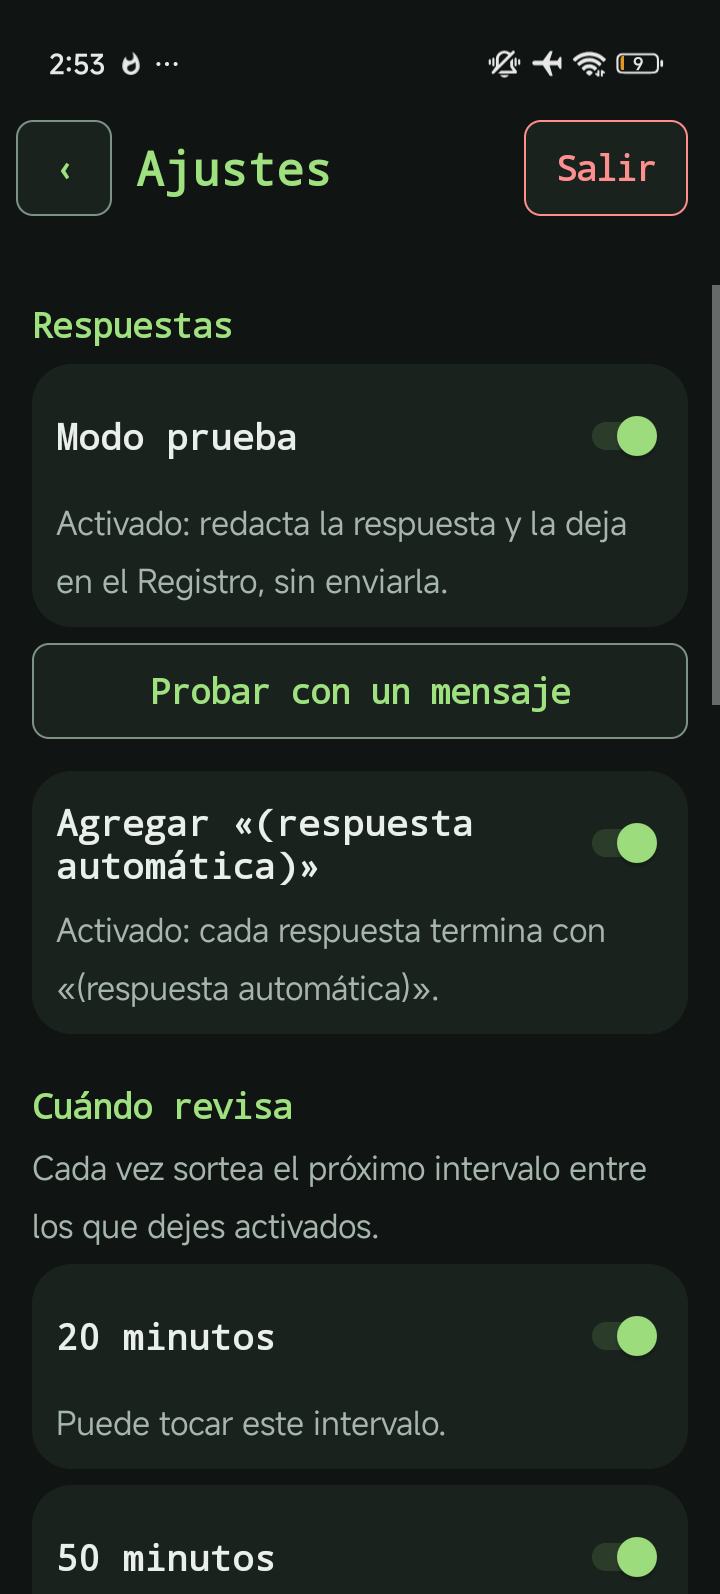 2:53 ...
9
‹ Ajustes
Salir
Respuestas
Modo prueba
Activado: redacta la respuesta y la deja
en el Registro, sin enviarla.
Probar con un mensaje
Agregar «(respuesta
automática)»
Activado: cada respuesta termina con
«(respuesta automática)».
Cuándo revisa
Cada vez sortea el próximo intervalo entre
los que dejes activados.
20 minutos
Puede tocar este intervalo.
50 minutos